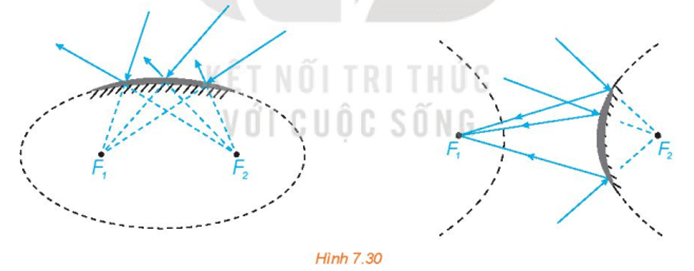 KẾT NỐI TRI THỨC
VỚI CUỘC SỐNG
F₁ F₂ F₁ F₂
Hình 7.30